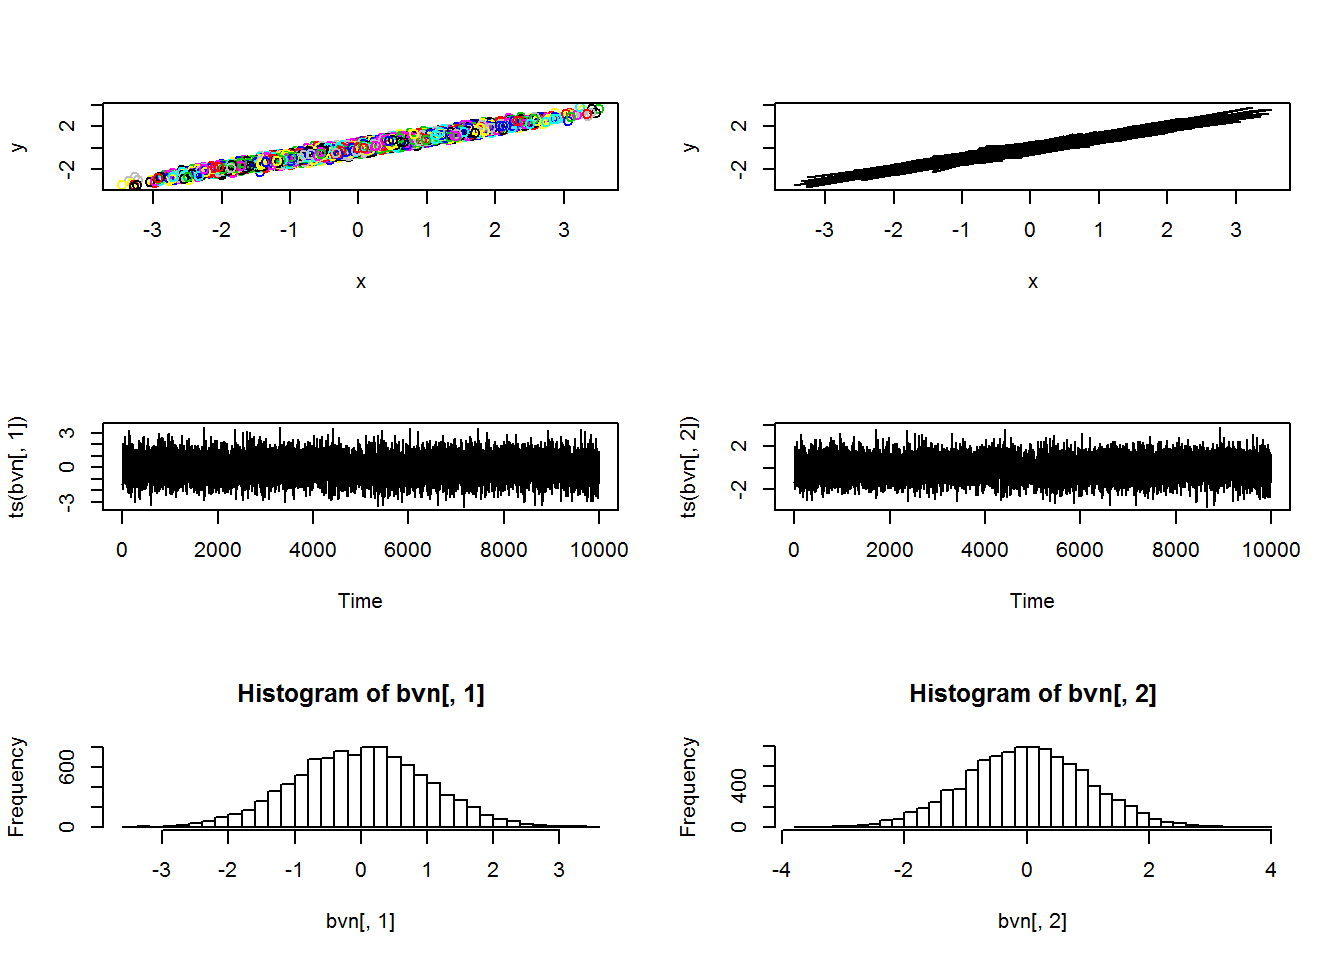 y
2
-2
-3 -2 -1 0 1 2 3
x
y
2
-2
-3 -2 -1 0 1 2 3
x
ts(bvn[, 1])
3
0
-3
0 2000 4000 6000 8000 10000
Time
ts(bvn[, 2])
2
-2
0 2000 4000 6000 8000 10000
Time
Histogram of bvn[, 1]
Frequency
600
0
-3 -2 -1 0 1 2 3
bvn[, 1]
Histogram of bvn[, 2]
Frequency
400
0
-4 -2 0 2 4
bvn[, 2]